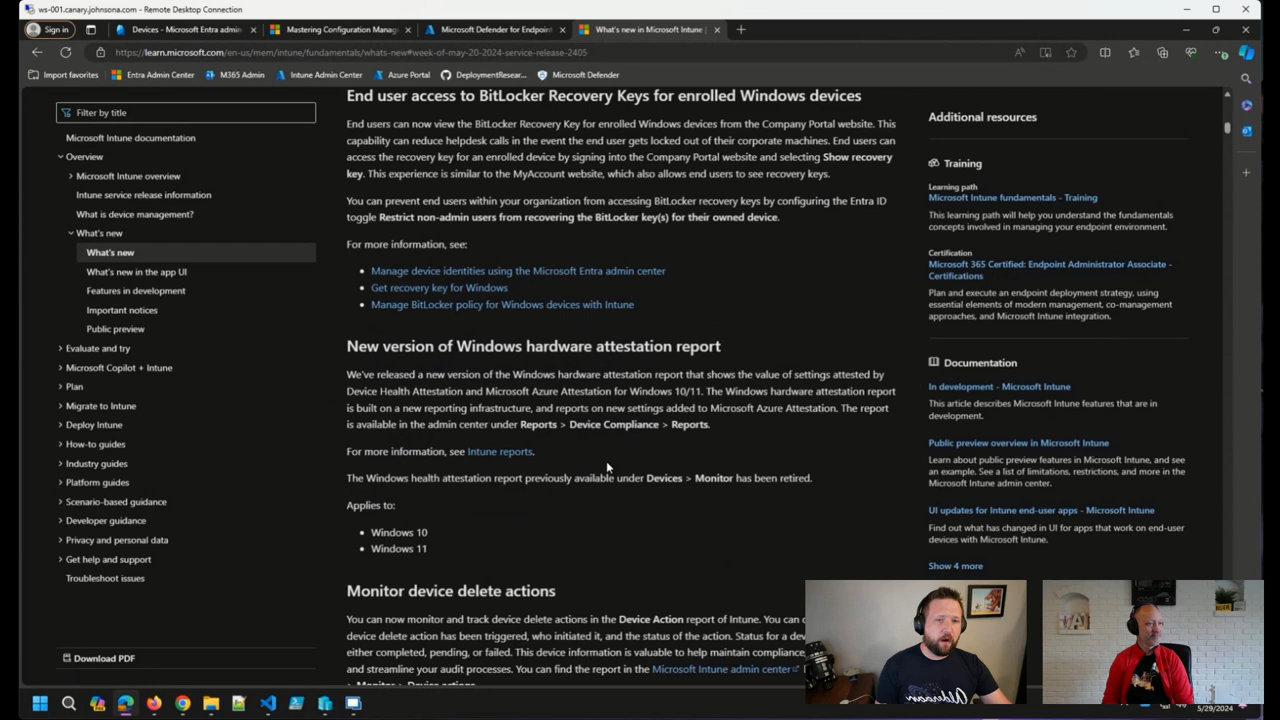 ws-001.canary.johnsona.com - Remote Desktop Connection
Sign in
Devices - Microsoft Entra admin
Mastering Configuration Manag
Microsoft Defender for Endpoint
What's new in Microsoft Intune |
https://learn.microsoft.com/en-us/mem/intune/fundamentals/whats-new#week-of-may-20-2024-service-release-2405
Import favorites
Entra Admin Center
M365 Admin
Intune Admin Center
Azure Portal
DeploymentResear...
Microsoft Defender
Filter by title
Microsoft Intune documentation
Overview
Microsoft Intune overview
Intune service release information
What is device management?
What's new
What's new
What's new in the app UI
Features in development
Important notices
Public preview
Evaluate and try
Microsoft Copilot + Intune
Plan
Migrate to Intune
Deploy Intune
How-to guides
Industry guides
Platform guides
Scenario-based guidance
Developer guidance
Privacy and personal data
Get help and support
Troubleshoot issues
Download PDF
End user access to BitLocker Recovery Keys for enrolled Windows devices
End users can now view the BitLocker Recovery Key for enrolled Windows devices from the Company Portal website. This
capability can reduce helpdesk calls in the event the end user gets locked out of their corporate machines. End users can
access the recovery key for an enrolled device by signing into the Company Portal website and selecting Show recovery
key. This experience is similar to the MyAccount website, which also allows end users to see recovery keys.
You can prevent end users within your organization from accessing BitLocker recovery keys by configuring the Entra ID
toggle Restrict non-admin users from recovering the BitLocker key(s) for their owned device.
For more information, see:
Manage device identities using the Microsoft Entra admin center
Get recovery key for Windows
Manage BitLocker policy for Windows devices with Intune
New version of Windows hardware attestation report
We've released a new version of the Windows hardware attestation report that shows the value of settings attested by
Device Health Attestation and Microsoft Azure Attestation for Windows 10/11. The Windows hardware attestation report
is built on a new reporting infrastructure, and reports on new settings added to Microsoft Azure Attestation. The report
is available in the admin center under Reports > Device Compliance > Reports.
For more information, see Intune reports.
The Windows health attestation report previously available under Devices > Monitor has been retired.
Applies to:
Windows 10
Windows 11
Monitor device delete actions
You can now monitor and track device delete actions in the Device Action report of Intune. You can
device delete action has been triggered, who initiated it, and the status of the action. Status for a dev
either completed, pending, or failed. This device information is valuable to help maintain compliance,
and streamline your audit processes. You can find the report in the Microsoft Intune admin center
> Monitor > Device actions
Additional resources
Training
Learning path
Microsoft Intune fundamentals - Training
This learning path will help you understand the fundamentals
concepts involved in managing your endpoint environment.
Certification
Microsoft 365 Certified: Endpoint Administrator Associate -
Certifications
Plan and execute an endpoint deployment strategy, using
essential elements of modern management, co-management
approaches, and Microsoft Intune integration.
Documentation
In development - Microsoft Intune
This article describes Microsoft Intune features that are in
development.
Public preview overview in Microsoft Intune
Learn about public preview features in Microsoft Intune, and see
an example. See a list of limitations, restrictions, and more in the
Microsoft Intune admin center.
UI updates for Intune end-user apps - Microsoft Intune
Find out what has changed in UI for apps that work on end-user
devices with Microsoft Intune.
Show 4 more
Alderaan
5/29/2024